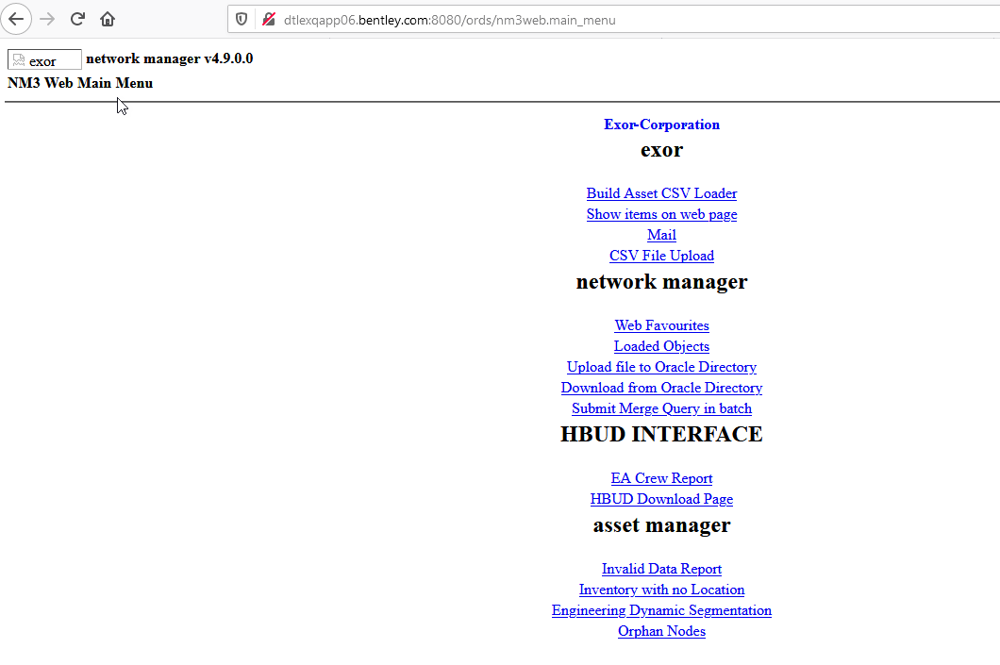 dtlexqapp06.bentley.com:8080/ords/nm3web.main_menu
exor network manager v4.9.0.0
NM3 Web Main Menu
Exor-Corporation
exor
Build Asset CSV Loader
Show items on web page
Mail
CSV File Upload
network manager
Web Favourites
Loaded Objects
Upload file to Oracle Directory
Download from Oracle Directory
Submit Merge Query in batch
HBUD INTERFACE
EA Crew Report
HBUD Download Page
asset manager
Invalid Data Report
Inventory with no Location
Engineering Dynamic Segmentation
Orphan Nodes